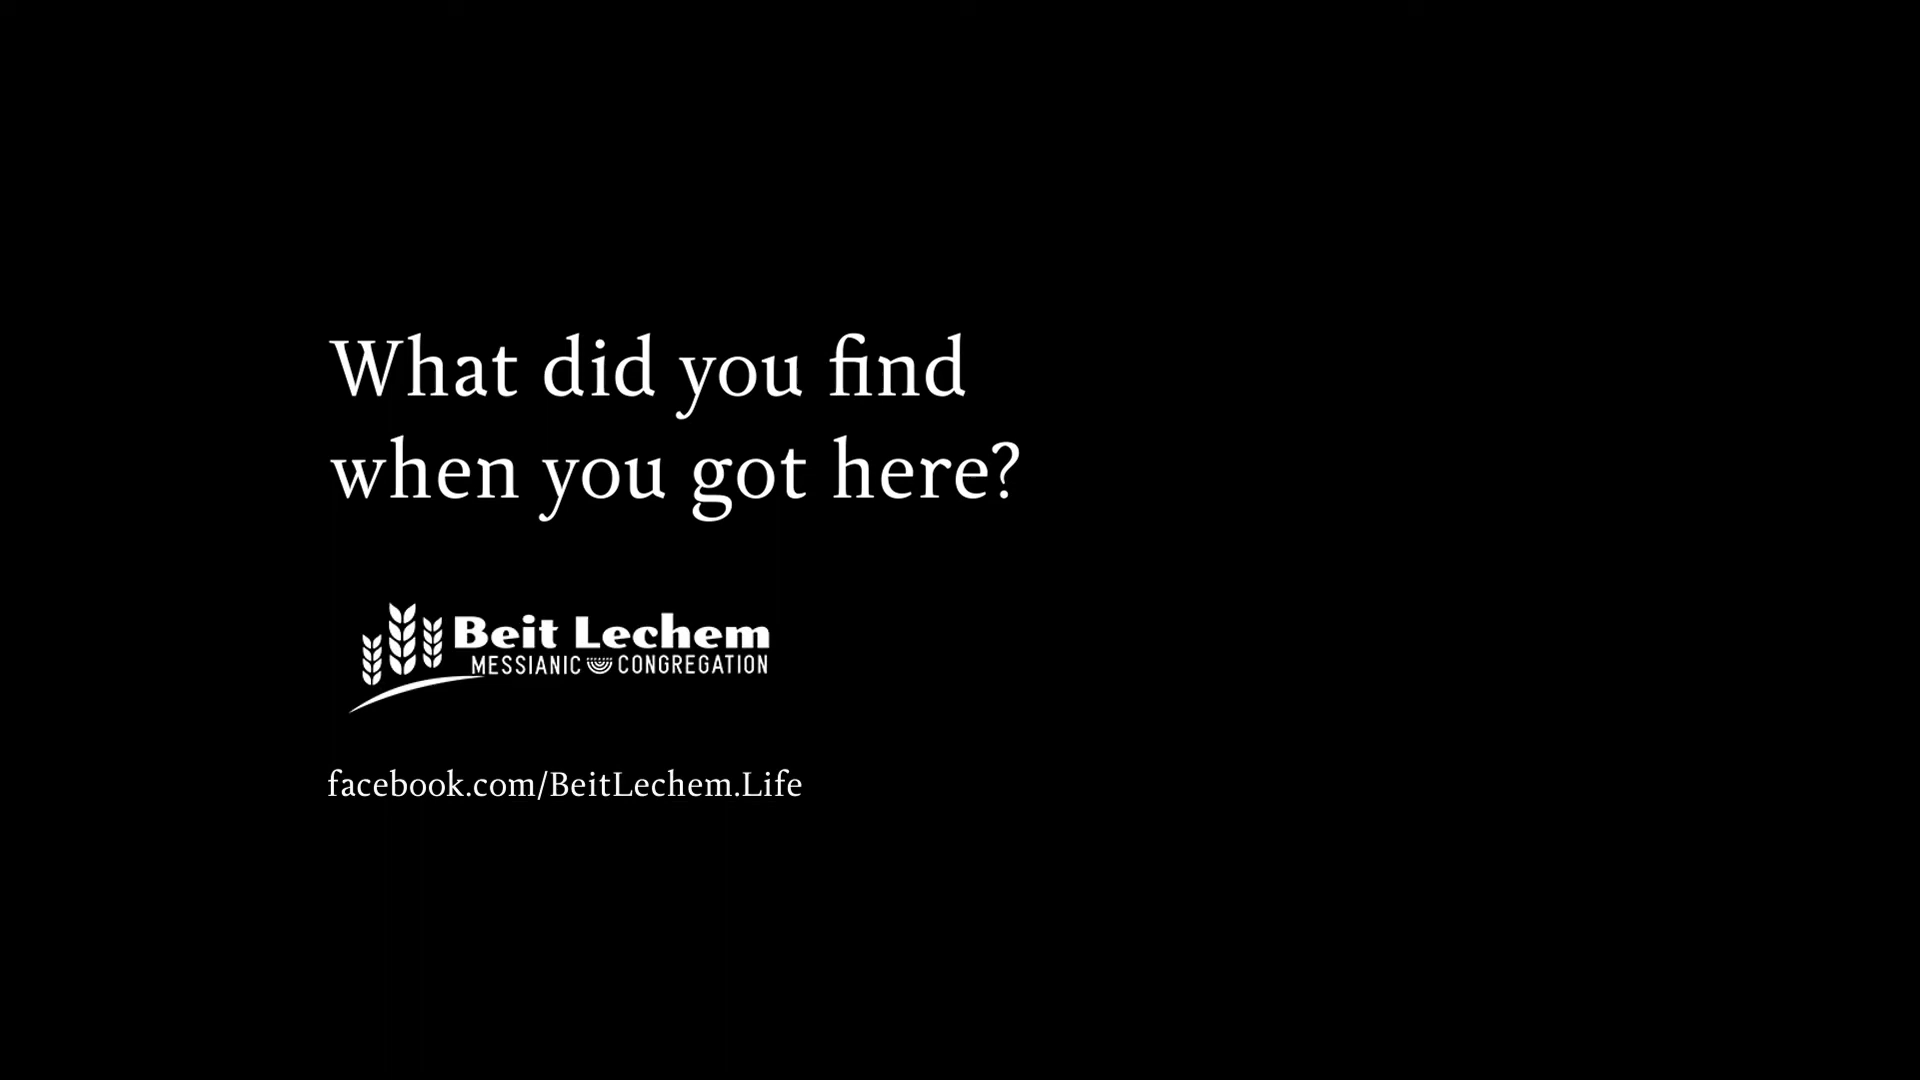 What did you find
when you got here?
Beit Lechem
MESSIANIC CONGREGATION
facebook.com/BeitLechem.Life